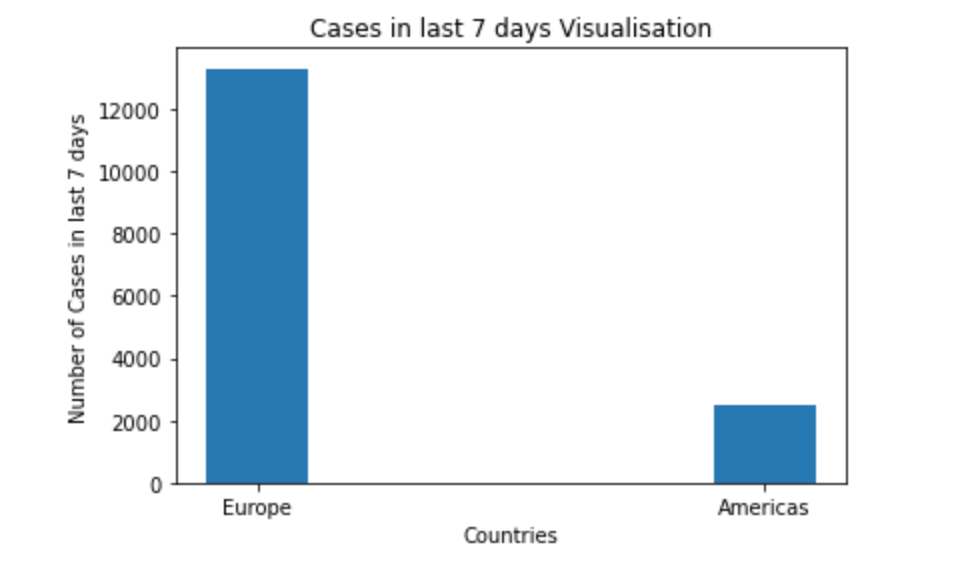 Cases in last 7 days Visualisation
Number of Cases in last 7 days
12000
10000
8000
6000
4000
2000
0
Europe
Americas
Countries